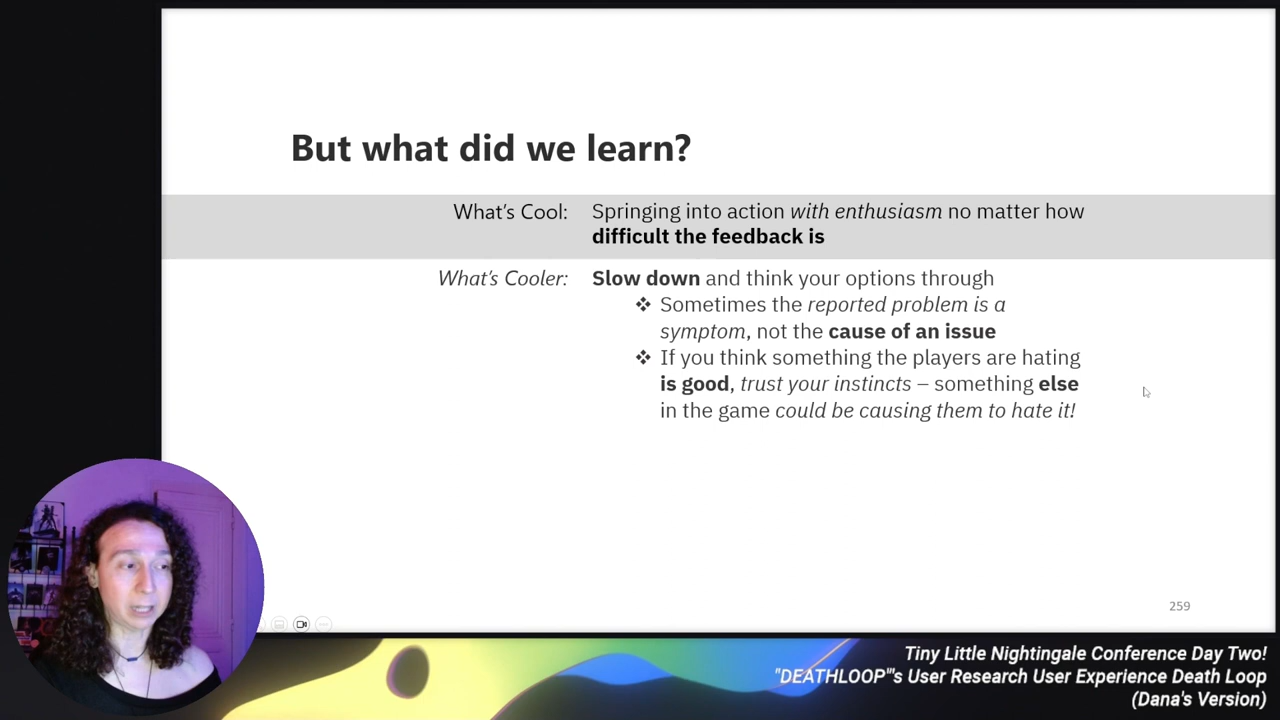 But what did we learn?
What's Cool: Springing into action with enthusiasm no matter how
difficult the feedback is
What's Cooler: Slow down and think your options through
❖ Sometimes the reported problem is a
symptom, not the cause of an issue
❖ If you think something the players are hating
is good, trust your instincts – something else
in the game could be causing them to hate it!
259
Tiny Little Nightingale Conference Day Two!
"DEATHLOOP"'s User Research User Experience Death Loop
(Dana's Version)